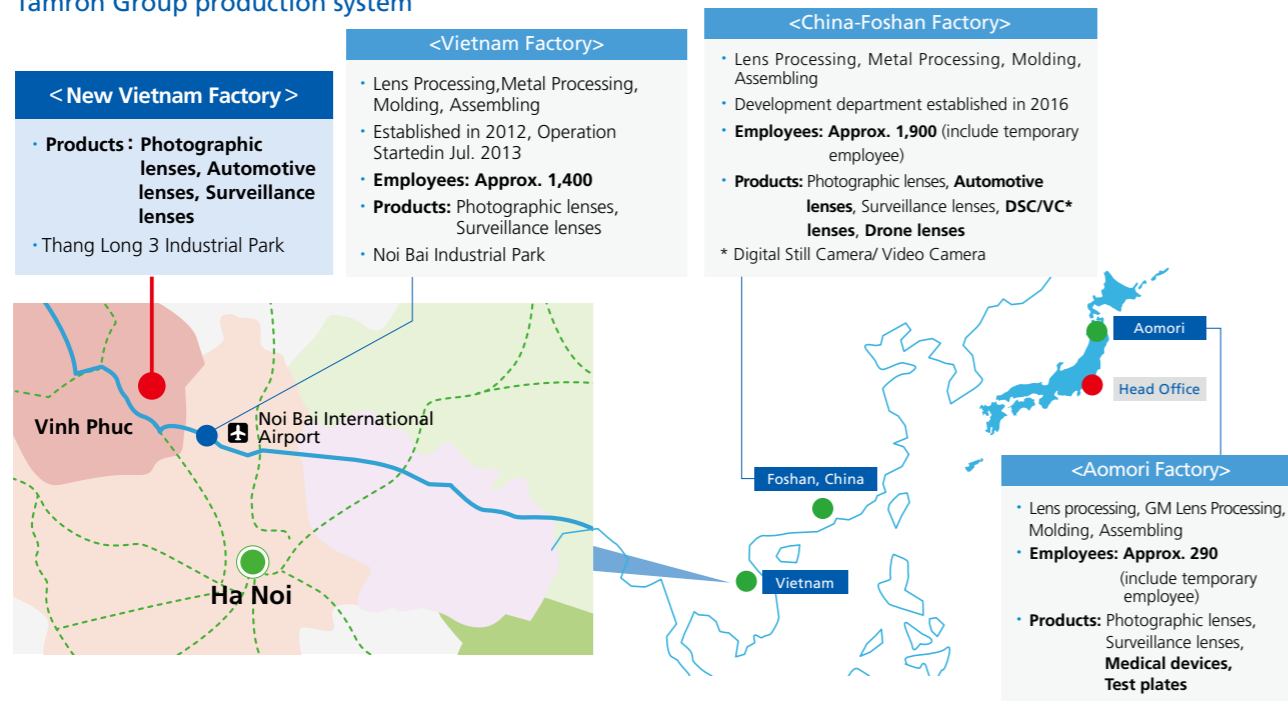 Tamron Group production system
<New Vietnam Factory>
· Products : Photographic
lenses, Automotive
lenses, Surveillance
lenses
· Thang Long 3 Industrial Park
<Vietnam Factory>
· Lens Processing,Metal Processing,
Molding, Assembling
· Established in 2012, Operation
Startedin Jul. 2013
· Employees: Approx. 1,400
· Products: Photographic lenses,
Surveillance lenses
· Noi Bai Industrial Park
<China-Foshan Factory>
· Lens Processing, Metal Processing, Molding,
Assembling
· Development department established in 2016
· Employees: Approx. 1,900 (include temporary
employee)
· Products: Photographic lenses, Automotive
lenses, Surveillance lenses, DSC/VC*
lenses, Drone lenses
* Digital Still Camera/ Video Camera
Vinh Phuc
Noi Bai International
Airport
Ha Noi
Foshan, China
Vietnam
Aomori
Head Office
<Aomori Factory>
· Lens processing, GM Lens Processing,
Molding, Assembling
· Employees: Approx. 290
(include temporary
employee)
· Products: Photographic lenses,
Surveillance lenses,
Medical devices,
Test plates